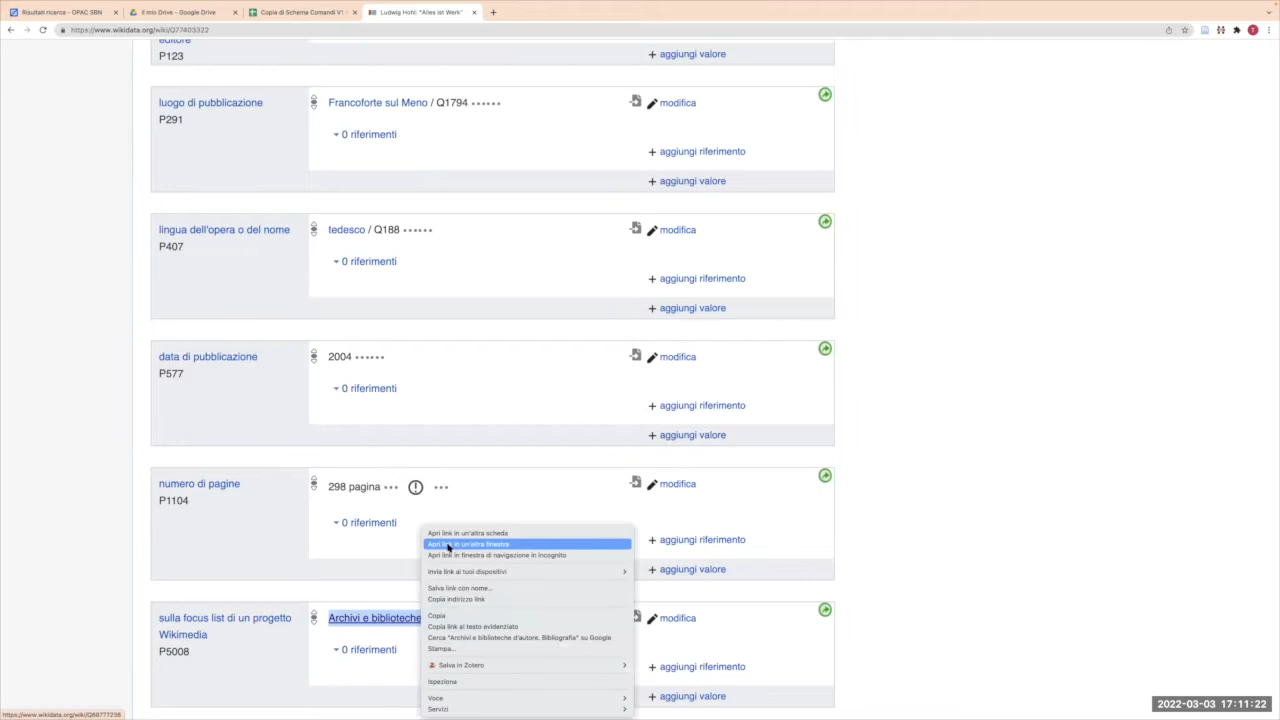 Risultati ricerca - OPAC SBN
Il mio Drive - Google Drive
Copia di Schema Comandi V1
Ludwig Hohl: "Alles ist Werk"
https://www.wikidata.org/wiki/Q77403322
editore
P123
+ aggiungi valore
luogo di pubblicazione
P291
Francoforte sul Meno / Q1794
modifica
0 riferimenti
+ aggiungi riferimento
+ aggiungi valore
lingua dell'opera o del nome
P407
tedesco / Q188
modifica
0 riferimenti
+ aggiungi riferimento
+ aggiungi valore
data di pubblicazione
P577
2004
modifica
0 riferimenti
+ aggiungi riferimento
+ aggiungi valore
numero di pagine
P1104
298 pagina
modifica
0 riferimenti
+ aggiungi riferimento
+ aggiungi valore
Apri link in un'altra scheda
Apri link in un'altra finestra
Apri link in finestra di navigazione in incognito
Invia link ai tuoi dispositivi
Salva link con nome...
Copia indirizzo link
Copia
Copia link al testo evidenziato
Cerca "Archivi e biblioteche d'autore. Bibliografia" su Google
Stampa...
Salva in Zotero
Ispeziona
Voce
Servizi
sulla focus list di un progetto
Wikimedia
P5008
Archivi e biblioteche
modifica
0 riferimenti
+ aggiungi riferimento
+ aggiungi valore
https://www.wikidata.org/wiki/Q68777238
2022-03-03 17:11:22